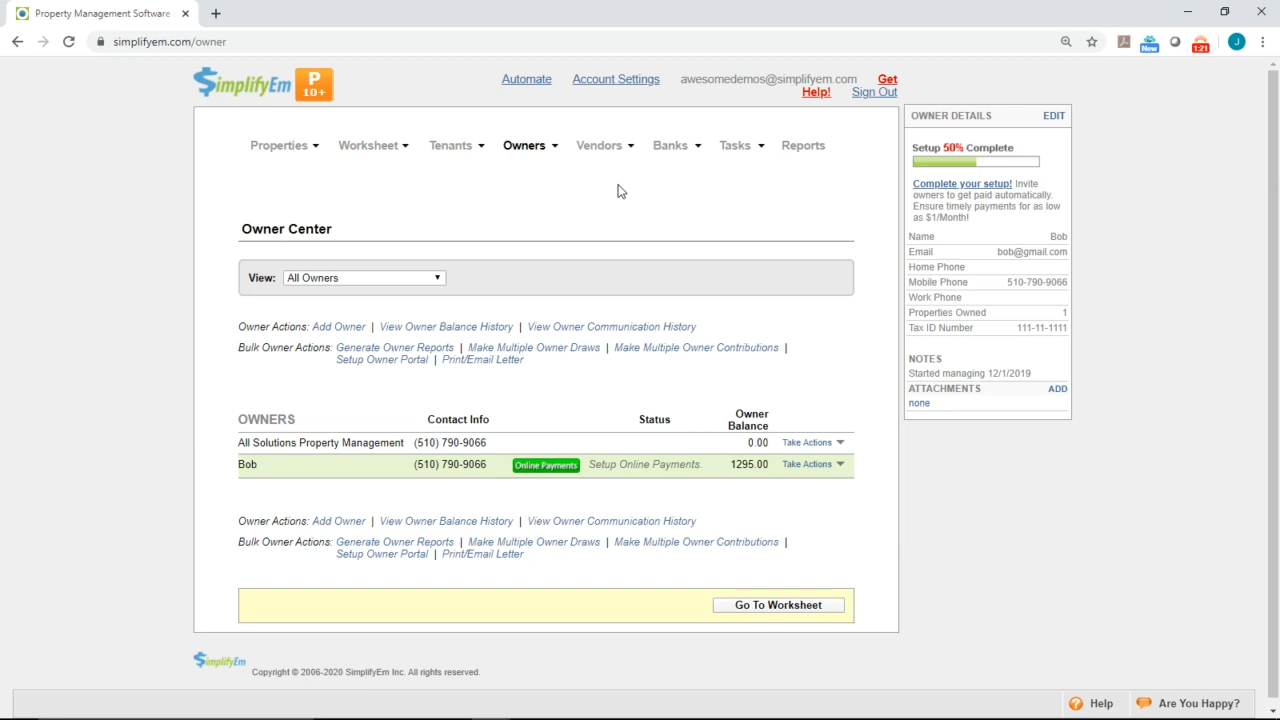 Property Management Software
simplifyem.com/owner
New
1:21
J
SimplifyEm
P
10+
Automate
Account Settings
awesomedemos@simplifyem.com
Get
Help!
Sign Out
Properties
Worksheet
Tenants
Owners
Vendors
Banks
Tasks
Reports
Owner Center
View: All Owners
Owner Actions: Add Owner | View Owner Balance History | View Owner Communication History
Bulk Owner Actions: Generate Owner Reports | Make Multiple Owner Draws | Make Multiple Owner Contributions |
Setup Owner Portal | Print/Email Letter
OWNERS Contact Info Status Owner
Balance
All Solutions Property Management (510) 790-9066 0.00 Take Actions
Bob (510) 790-9066 Online Payments Setup Online Payments. 1295.00 Take Actions
Owner Actions: Add Owner | View Owner Balance History | View Owner Communication History
Bulk Owner Actions: Generate Owner Reports | Make Multiple Owner Draws | Make Multiple Owner Contributions |
Setup Owner Portal | Print/Email Letter
Go To Worksheet
OWNER DETAILS EDIT
Setup 50% Complete
Complete your setup! Invite
owners to get paid automatically.
Ensure timely payments for as low
as $1/Month!
Name Bob
Email bob@gmail.com
Home Phone
Mobile Phone 510-790-9066
Work Phone
Properties Owned 1
Tax ID Number 111-11-1111
NOTES
Started managing 12/1/2019
ATTACHMENTS ADD
none
SimplifyEm
Copyright © 2006-2020 SimplifyEm Inc. All rights reserved.
Help
Are You Happy?